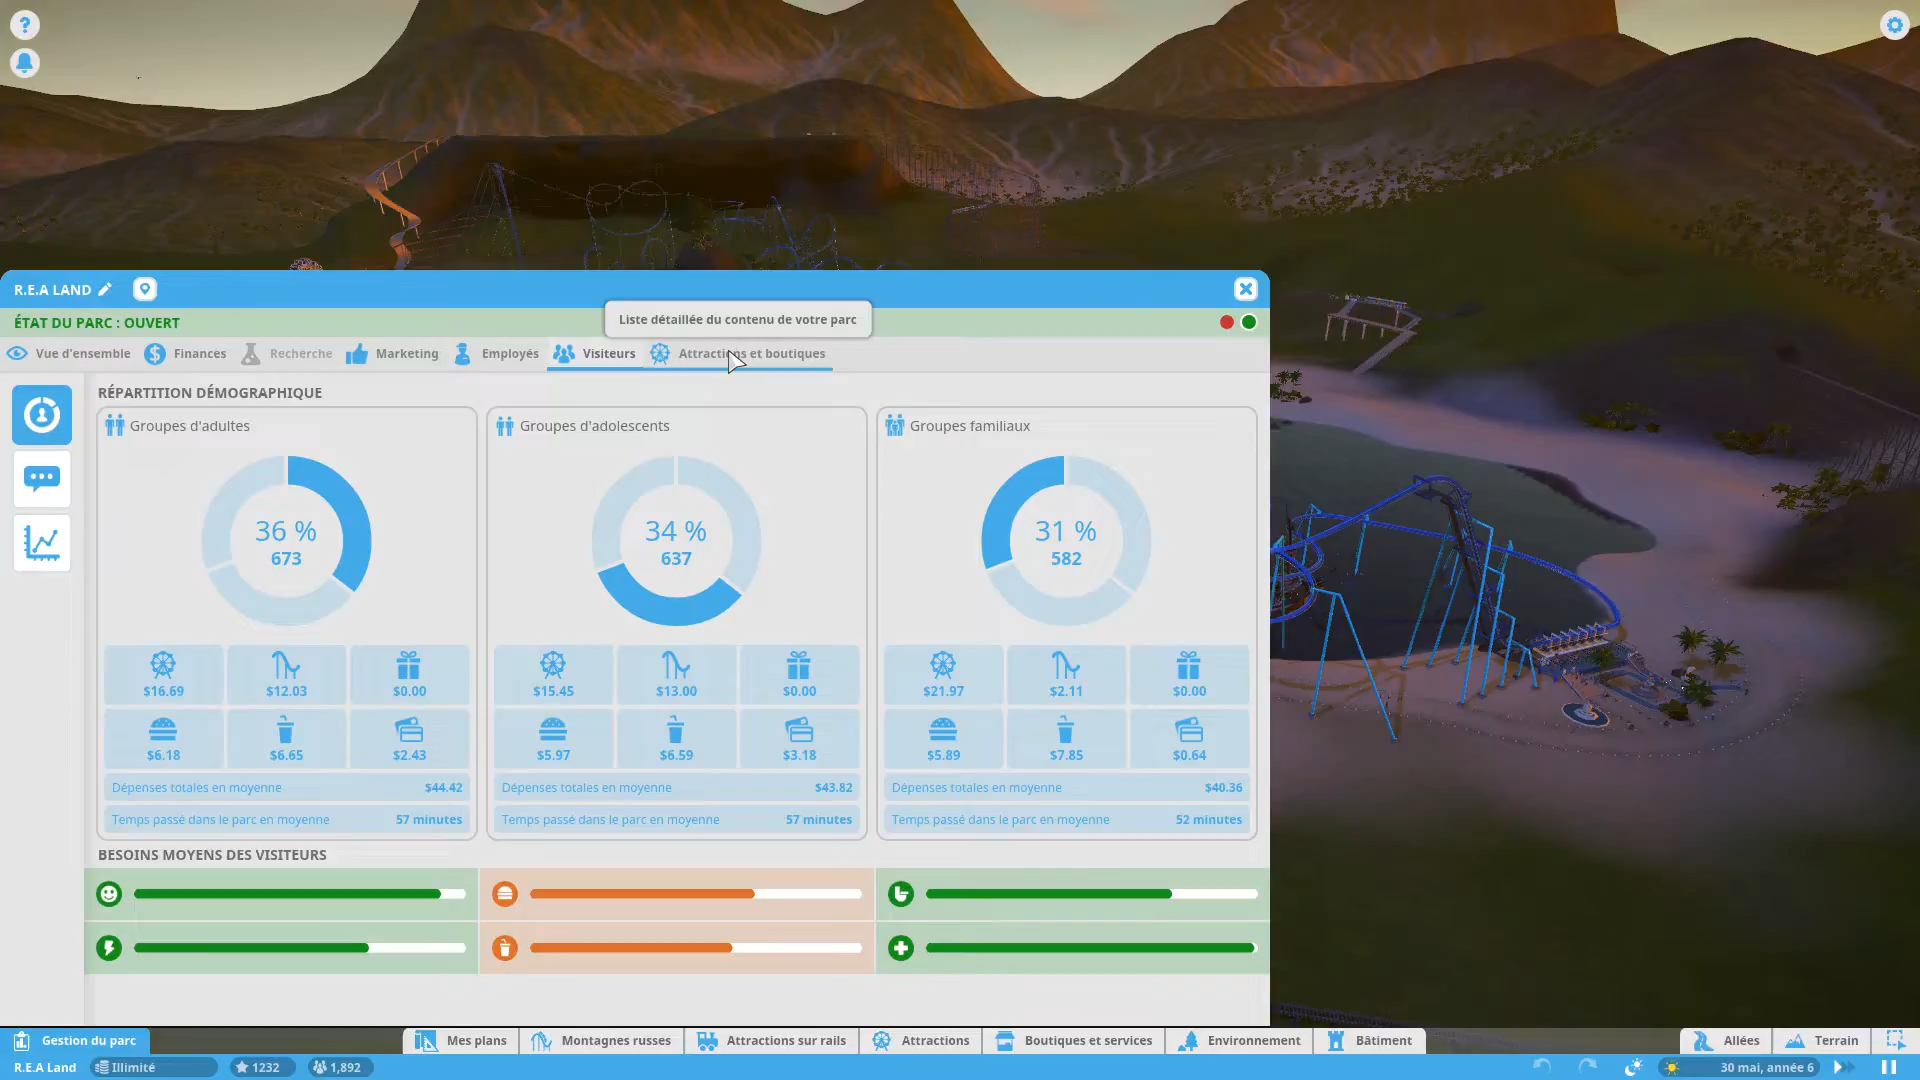 R.E.A LAND
Liste détaillée du contenu de votre parc
ÉTAT DU PARC : OUVERT
Vue d'ensemble Finances Recherche Marketing Employés Visiteurs Attractions et boutiques
RÉPARTITION DÉMOGRAPHIQUE
Groupes d'adultes Groupes d'adolescents Groupes familiaux
36 % 34 % 31 %
673 637 582
$16.69 $12.03 $0.00 $15.45 $13.00 $0.00 $21.97 $2.11 $0.00
$6.18 $6.65 $2.43 $5.97 $6.59 $3.18 $5.89 $7.85 $0.64
Dépenses totales en moyenne $44.42 Dépenses totales en moyenne $43.82 Dépenses totales en moyenne $40.36
Temps passé dans le parc en moyenne 57 minutes Temps passé dans le parc en moyenne 57 minutes Temps passé dans le parc en moyenne 52 minutes
BESOINS MOYENS DES VISITEURS
Gestion du parc Mes plans Montagnes russes Attractions sur rails Attractions Boutiques et services Environnement Bâtiment Allées Terrain
R.E.A Land Illimité 1232 1,892 30 mai, année 6